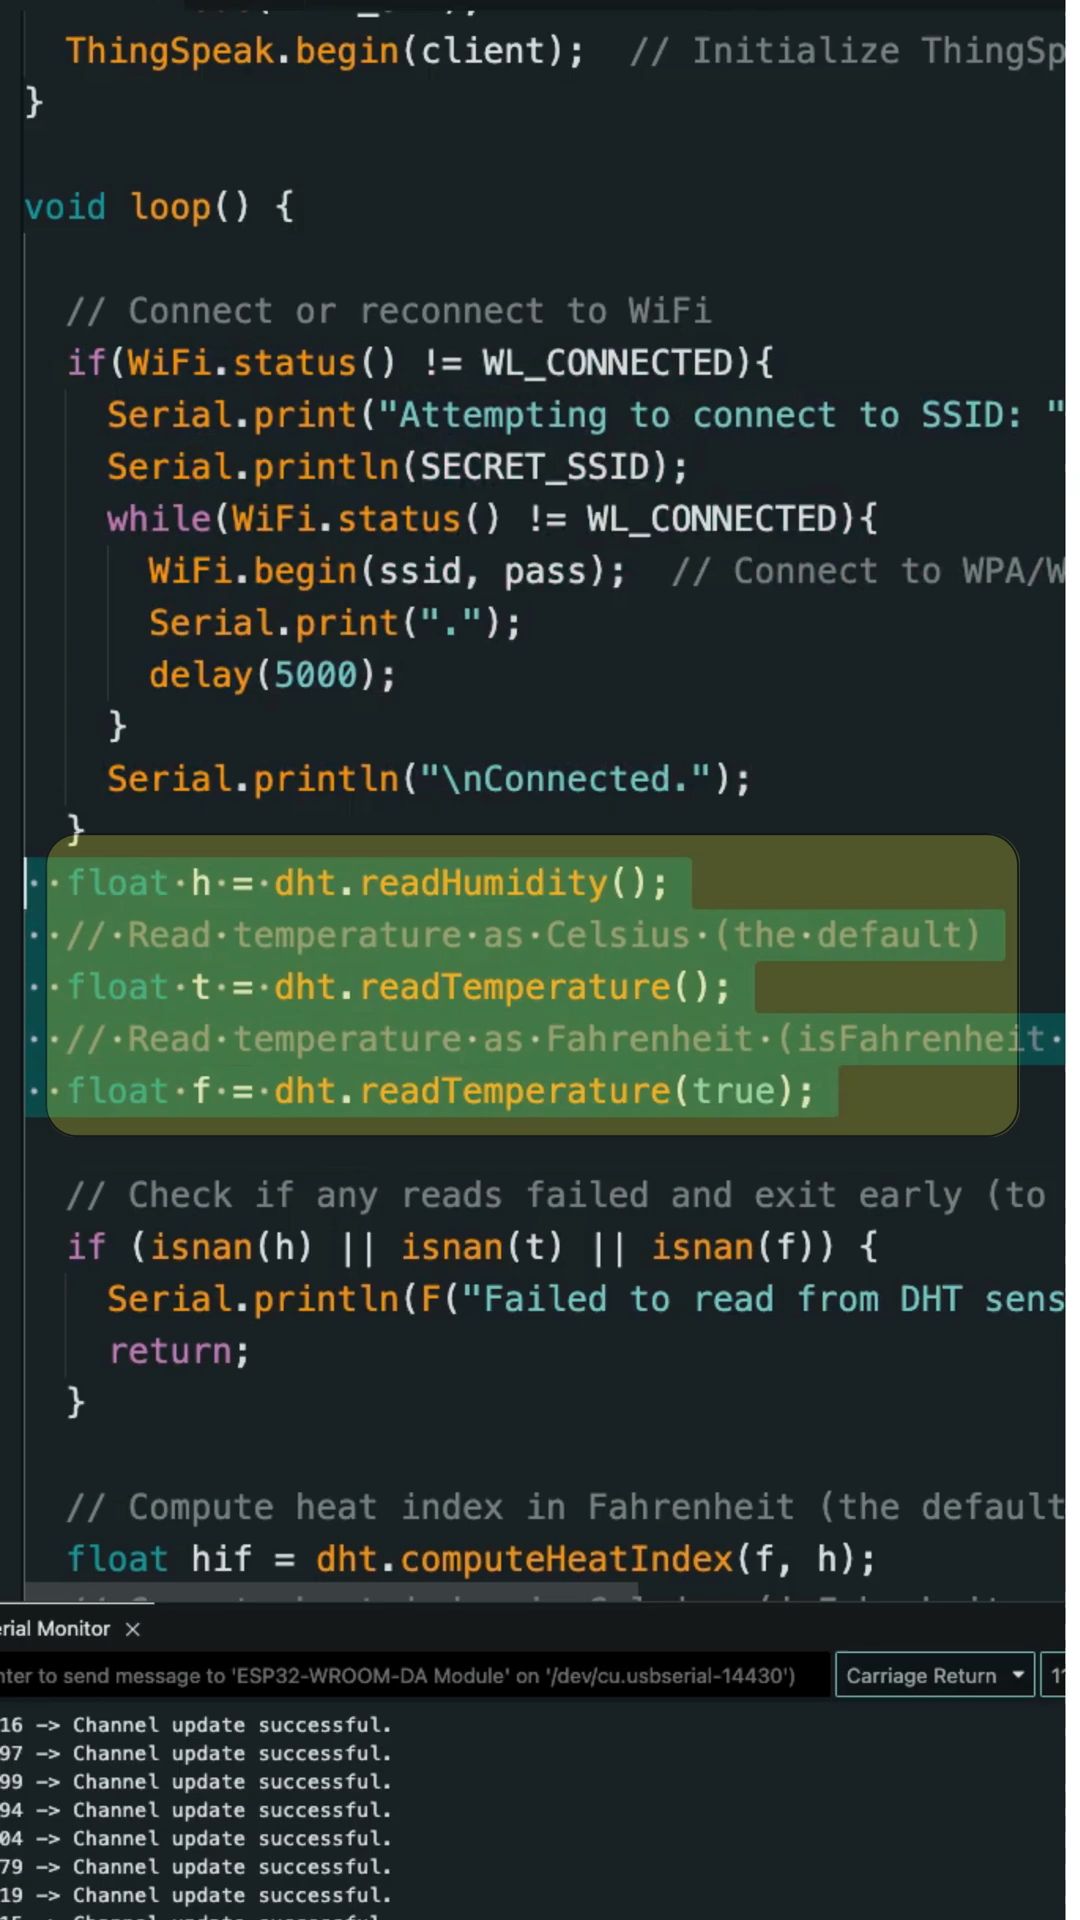 ThingSpeak.begin(client);  // Initialize ThingSp
}
void loop() {
// Connect or reconnect to WiFi
if(WiFi.status() != WL_CONNECTED){
Serial.print("Attempting to connect to SSID: "
Serial.println(SECRET_SSID);
while(WiFi.status() != WL_CONNECTED){
WiFi.begin(ssid, pass);  // Connect to WPA/W
Serial.print(".");
delay(5000);
}
Serial.println("\nConnected.");
}
float h = dht.readHumidity();
// Read temperature as Celsius (the default)
float t = dht.readTemperature();
// Read temperature as Fahrenheit (isFahrenheit
float f = dht.readTemperature(true);
// Check if any reads failed and exit early (to
if (isnan(h) || isnan(t) || isnan(f)) {
Serial.println(F("Failed to read from DHT sens
return;
}
// Compute heat index in Fahrenheit (the default
float hif = dht.computeHeatIndex(f, h);
erial Monitor ×
nter to send message to 'ESP32-WROOM-DA Module' on '/dev/cu.usbserial-14430') Carriage Return 11
16 -> Channel update successful.
97 -> Channel update successful.
99 -> Channel update successful.
94 -> Channel update successful.
04 -> Channel update successful.
79 -> Channel update successful.
19 -> Channel update successful.